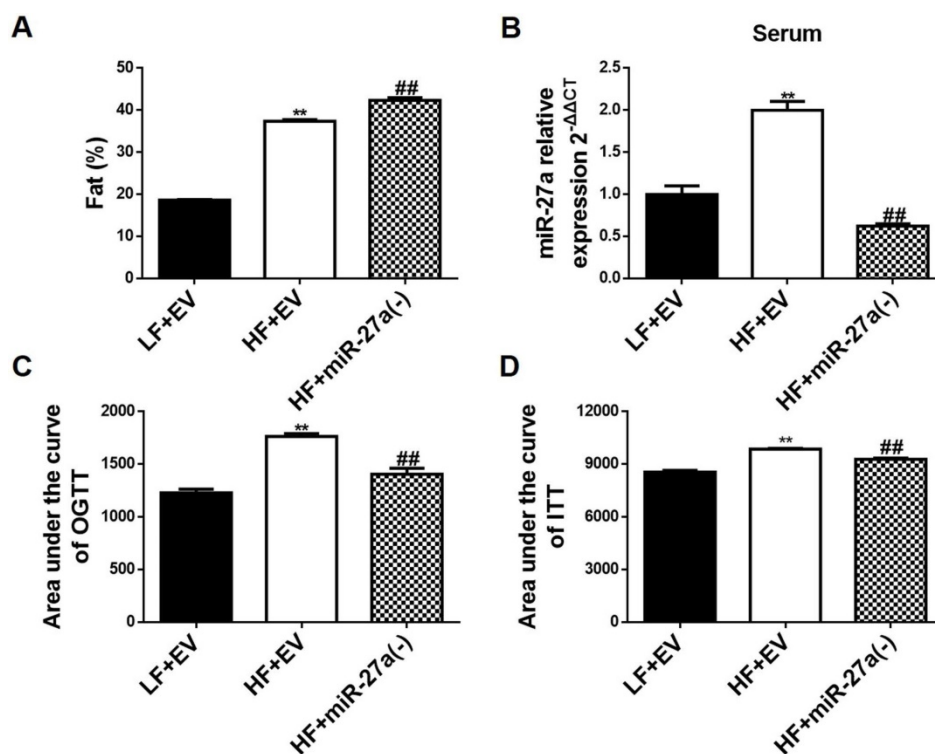 A
Fat (%)
50
40
30
20
10
0
**
##
LF+EV
HF+EV
HF+miR-27a(-)
B
Serum
miR-27a relative
expression 2-ΔΔCT
2.5
2.0
1.5
1.0
0.5
0.0
**
##
LF+EV
HF+EV
HF+miR-27a(-)
C
Area under the curve
of OGTT
2000
1500
1000
500
0
**
##
LF+EV
HF+EV
HF+miR-27a(-)
D
Area under the curve
of ITT
12000
9000
6000
3000
0
**
##
LF+EV
HF+EV
HF+miR-27a(-)